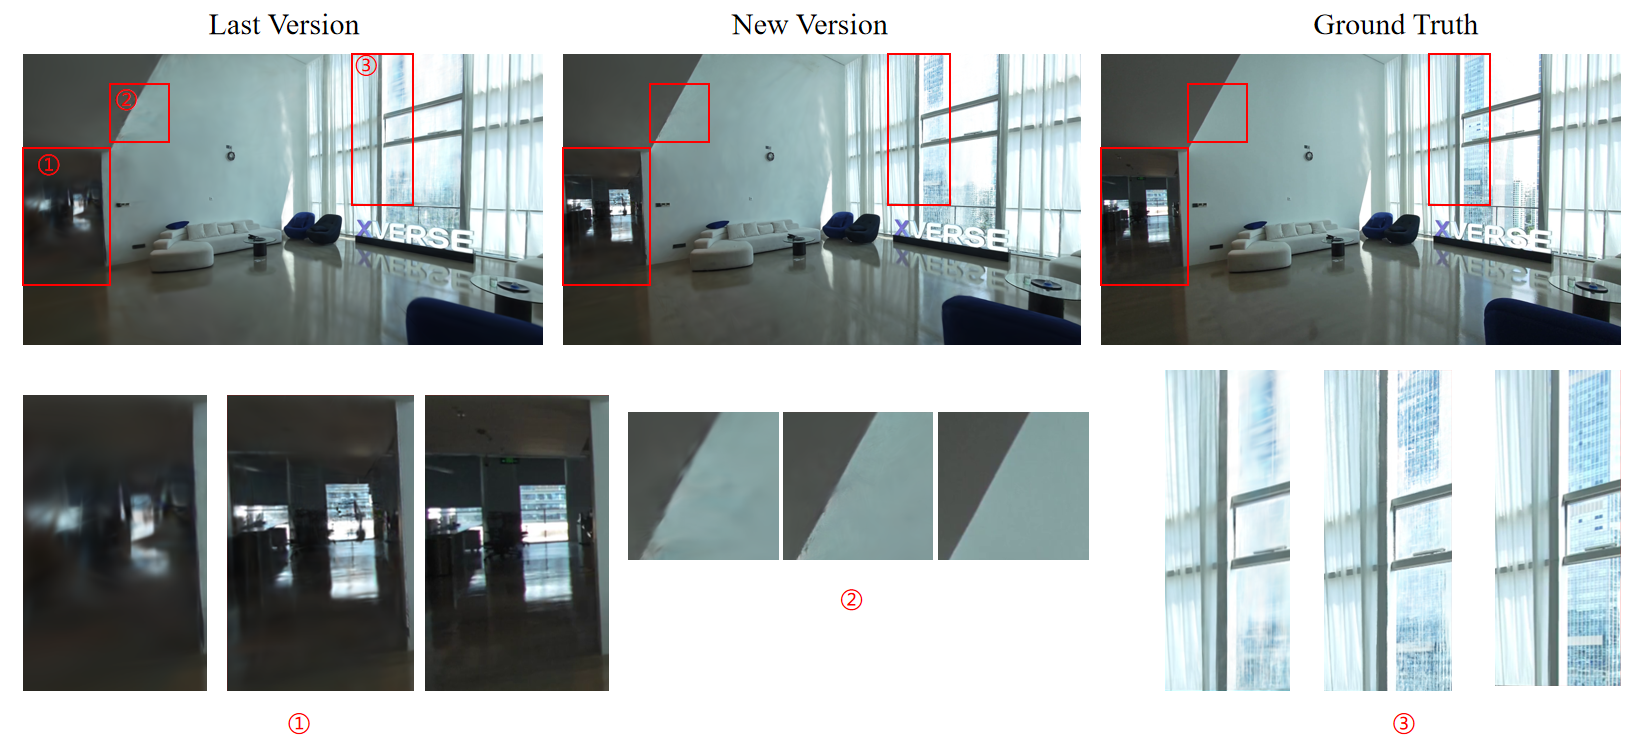 Last Version
New Version
Ground Truth
③
②
①
XVERSE
XVERSE
XVERSE
①
②
③